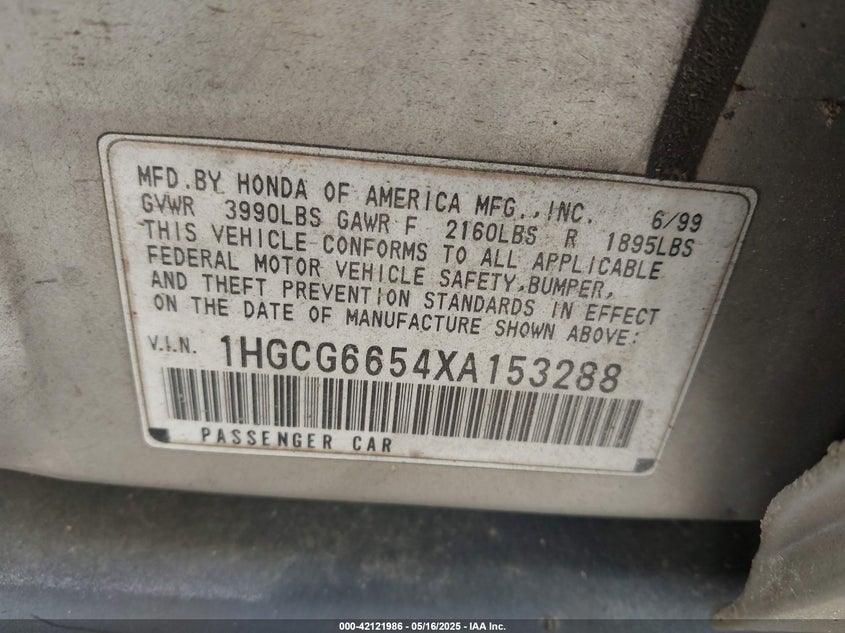 MFD.BY HONDA OF AMERICA MFG.,INC. 6/99
GVWR 3990LBS GAWR F 2160LBS R 1895LBS
THIS VEHICLE CONFORMS TO ALL APPLICABLE
FEDERAL MOTOR VEHICLE SAFETY,BUMPER,
AND THEFT PREVENTION STANDARDS IN EFFECT
ON THE DATE OF MANUFACTURE SHOWN ABOVE:
V.I.N. 1HGCG6654XA153288
PASSENGER CAR
000-42121986 - 05/16/2025 - IAA Inc.